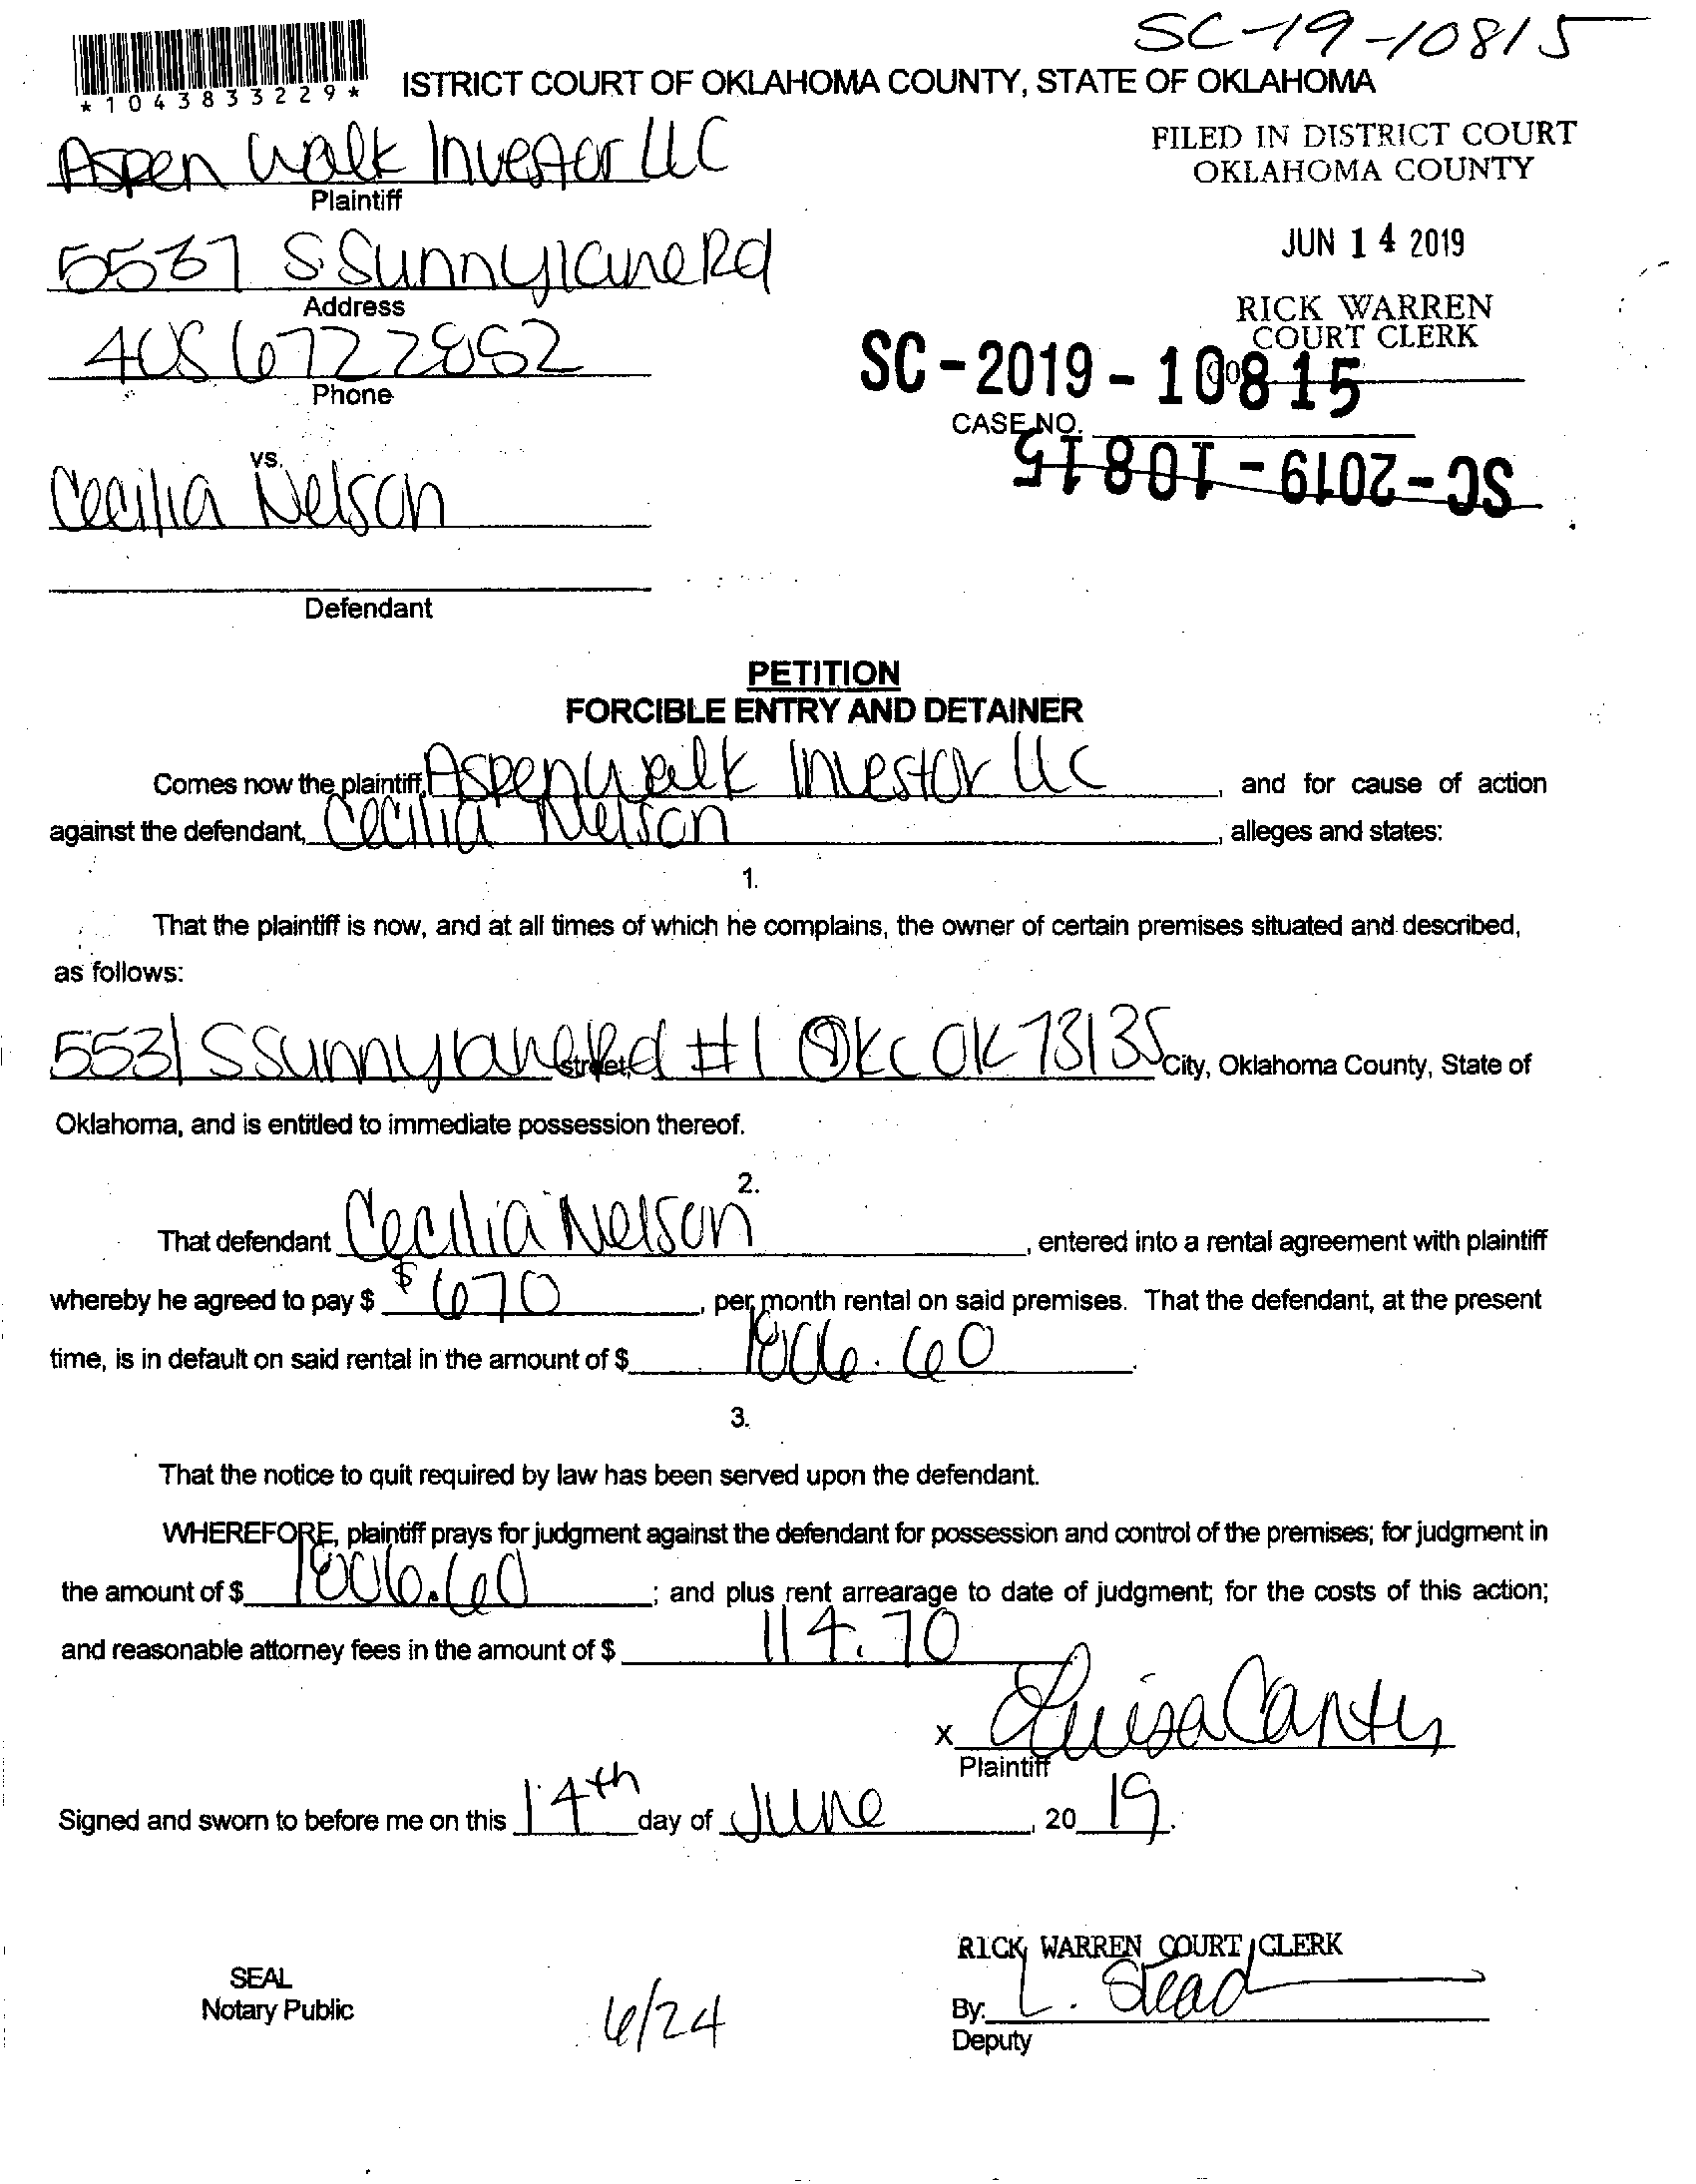 SC-19-10815
*1043833229*
ISTRICT COURT OF OKLAHOMA COUNTY, STATE OF OKLAHOMA
Aspen Walk Investor LLC
Plaintiff
FILED IN DISTRICT COURT
OKLAHOMA COUNTY
JUN 14 2019
5537 S Sunnylane Rd
Address
RICK WARREN
COURT CLERK
405 672 2852
Phone
SC-2019-10815
CASE NO.
SC-2019-10815
vs.
Cecilia Nelson
Defendant
PETITION
FORCIBLE ENTRY AND DETAINER
Comes now the plaintiff, Aspen Walk Investor LLC, and for cause of action
against the defendant, Cecilia Nelson, alleges and states:
1.
That the plaintiff is now, and at all times of which he complains, the owner of certain premises situated and described,
as follows:
5531 S Sunnylane Rd #1 OKC OK 73135 street, City, Oklahoma County, State of
Oklahoma, and is entitled to immediate possession thereof.
2.
That defendant Cecilia Nelson, entered into a rental agreement with plaintiff
whereby he agreed to pay $ $670, per month rental on said premises. That the defendant, at the present
time, is in default on said rental in the amount of $ .
3.
That the notice to quit required by law has been served upon the defendant.
WHEREFORE, plaintiff prays for judgment against the defendant for possession and control of the premises; for judgment in
the amount of $ ; and plus rent arrearage to date of judgment; for the costs of this action;
and reasonable attorney fees in the amount of $ 114.70
x Luisa
Plaintiff
Signed and sworn to before me on this 14th day of June, 2019.
RICK WARREN COURT CLERK
SEAL
Notary Public
6/24
By: L. Stead
Deputy